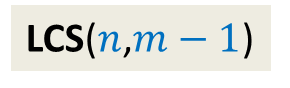 LCS(n,m − 1)